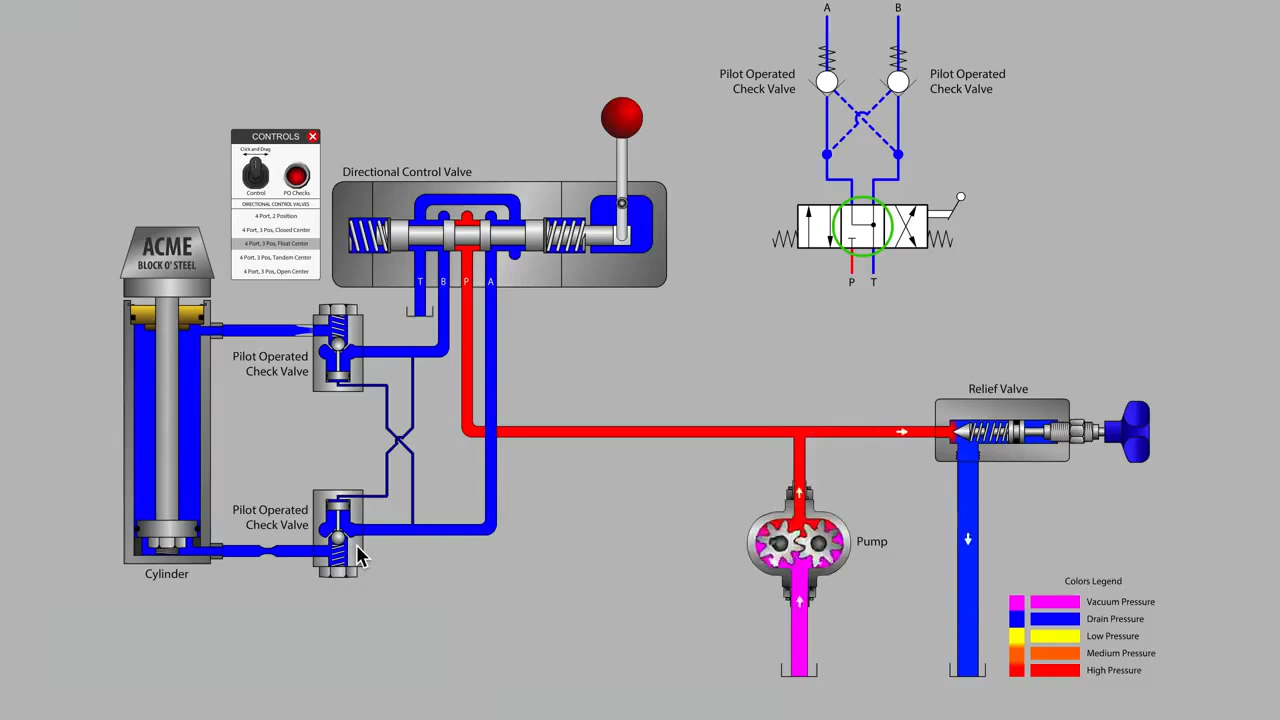 A
B
Pilot Operated
Check Valve
Pilot Operated
Check Valve
CONTROLS
Click and Drag
Control
PO Checks
DIRECTIONAL CONTROL VALVES
4 Port, 2 Position
4 Port, 3 Pos, Closed Center
4 Port, 3 Pos, Float Center
4 Port, 3 Pos, Tandem Center
4 Port, 3 Pos, Open Center
Directional Control Valve
T
B
P
A
P
T
ACME
BLOCK O' STEEL
Pilot Operated
Check Valve
Relief Valve
Pilot Operated
Check Valve
Pump
Cylinder
Colors Legend
Vacuum Pressure
Drain Pressure
Low Pressure
Medium Pressure
High Pressure